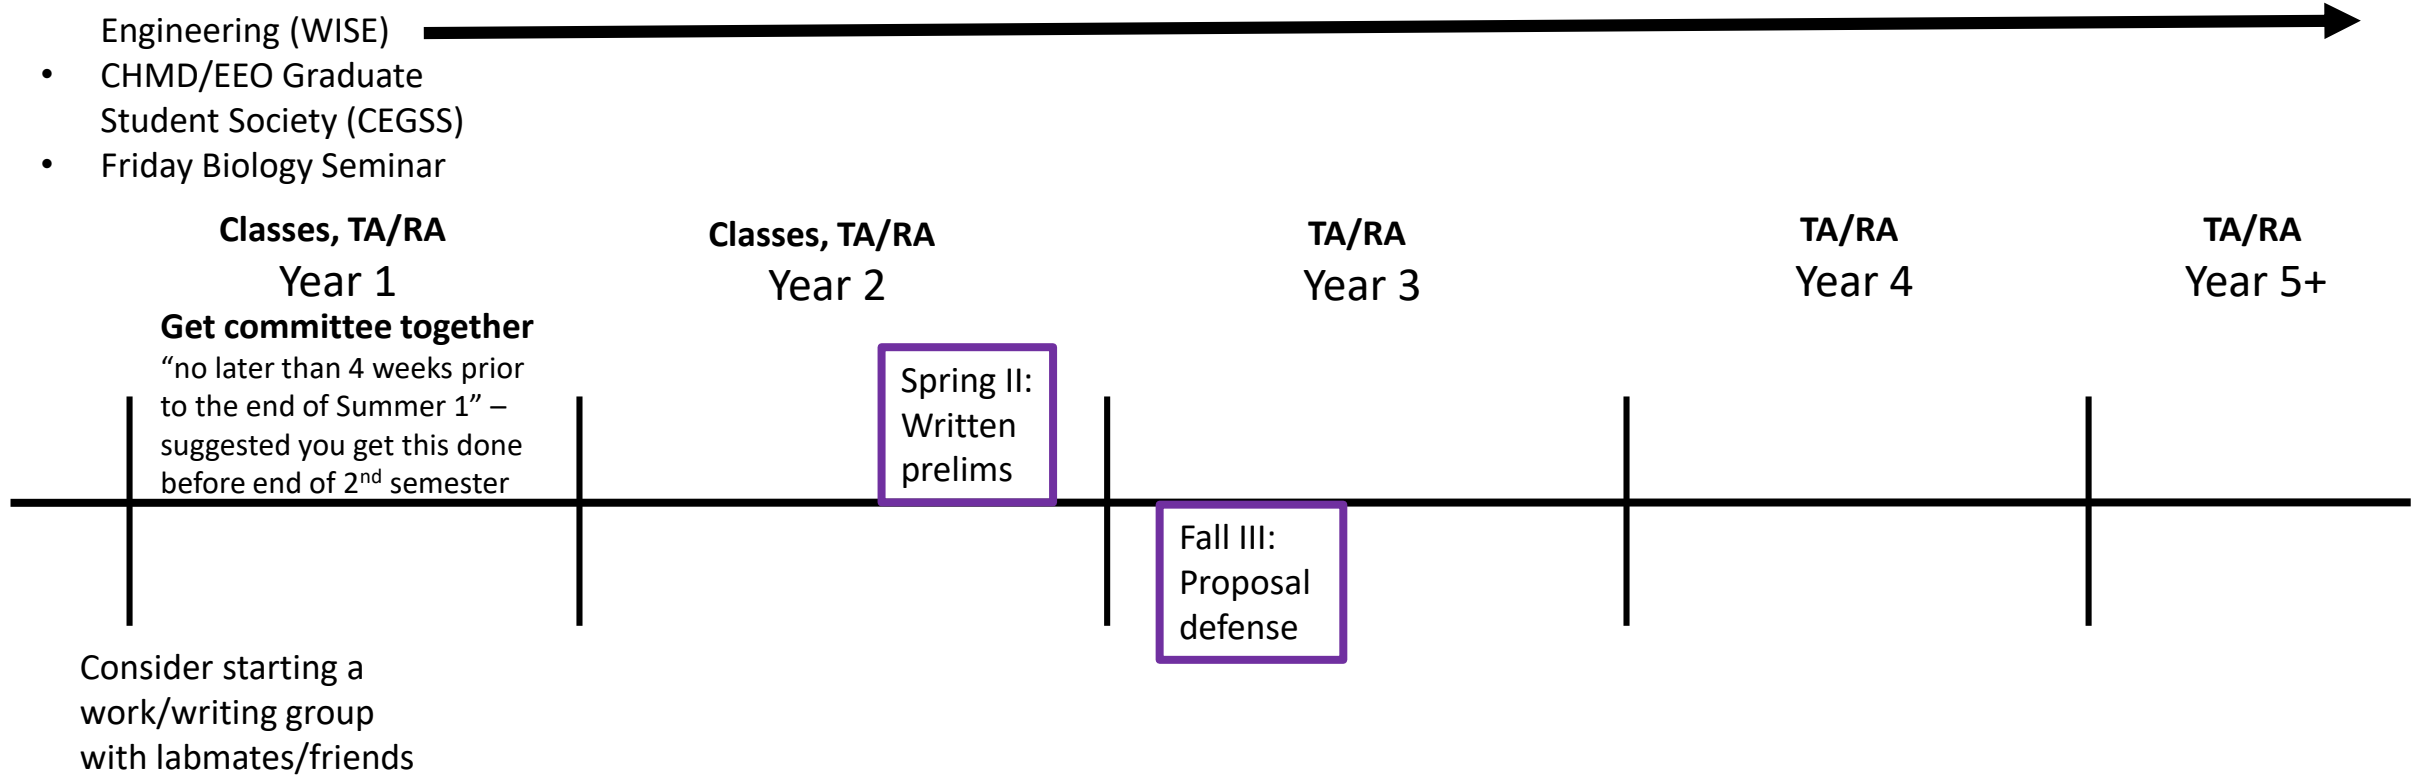 Engineering (WISE)
• CHMD/EEO Graduate
Student Society (CEGSS)
• Friday Biology Seminar
Classes, TA/RA
Year 1
Get committee together
“no later than 4 weeks prior
to the end of Summer 1” –
suggested you get this done
before end of 2nd semester
Classes, TA/RA
Year 2
Spring II:
Written
prelims
TA/RA
Year 3
Fall III:
Proposal
defense
TA/RA
Year 4
TA/RA
Year 5+
Consider starting a
work/writing group
with labmates/friends